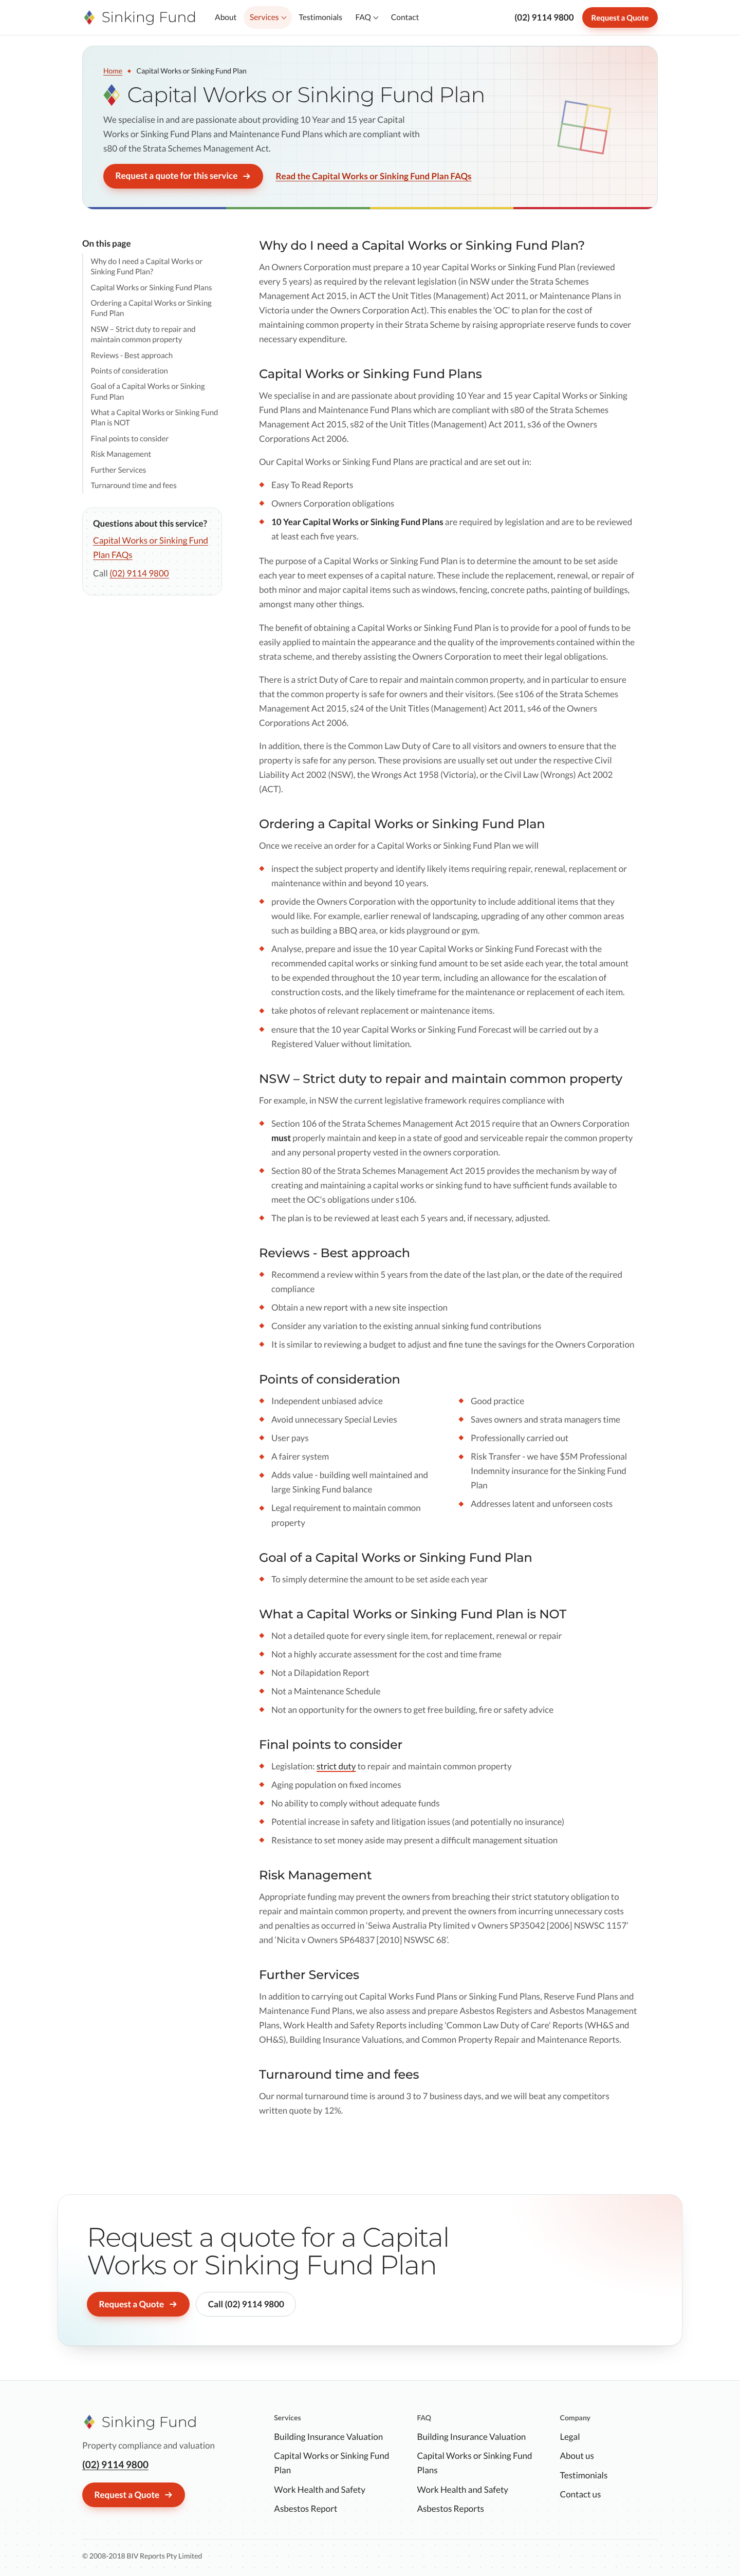 Sinking Fund
About
Services
Testimonials
FAQ
Contact
(02) 9114 9800
Request a Quote
Home
Capital Works or Sinking Fund Plan
Capital Works or Sinking Fund Plan
We specialise in and are passionate about providing 10 Year and 15 year Capital
Works or Sinking Fund Plans and Maintenance Fund Plans which are compliant with
s80 of the Strata Schemes Management Act.
Request a quote for this service
Read the Capital Works or Sinking Fund Plan FAQs
On this page
Why do I need a Capital Works or
Sinking Fund Plan?
Capital Works or Sinking Fund Plans
Ordering a Capital Works or Sinking
Fund Plan
NSW – Strict duty to repair and
maintain common property
Reviews - Best approach
Points of consideration
Goal of a Capital Works or Sinking
Fund Plan
What a Capital Works or Sinking Fund
Plan is NOT
Final points to consider
Risk Management
Further Services
Turnaround time and fees
Questions about this service?
Capital Works or Sinking Fund
Plan FAQs
Call (02) 9114 9800
Why do I need a Capital Works or Sinking Fund Plan?
An Owners Corporation must prepare a 10 year Capital Works or Sinking Fund Plan (reviewed
every 5 years) as required by the relevant legislation (in NSW under the Strata Schemes
Management Act 2015, in ACT the Unit Titles (Management) Act 2011, or Maintenance Plans in
Victoria under the Owners Corporation Act). This enables the 'OC' to plan for the cost of
maintaining common property in their Strata Scheme by raising appropriate reserve funds to cover
necessary expenditure.
Capital Works or Sinking Fund Plans
We specialise in and are passionate about providing 10 Year and 15 year Capital Works or Sinking
Fund Plans and Maintenance Fund Plans which are compliant with s80 of the Strata Schemes
Management Act 2015, s82 of the Unit Titles (Management) Act 2011, s36 of the Owners
Corporations Act 2006.
Our Capital Works or Sinking Fund Plans are practical and are set out in:
Easy To Read Reports
Owners Corporation obligations
10 Year Capital Works or Sinking Fund Plans are required by legislation and are to be reviewed
at least each five years.
The purpose of a Capital Works or Sinking Fund Plan is to determine the amount to be set aside
each year to meet expenses of a capital nature. These include the replacement, renewal, or repair of
both minor and major capital items such as windows, fencing, concrete paths, painting of buildings,
amongst many other things.
The benefit of obtaining a Capital Works or Sinking Fund Plan is to provide for a pool of funds to be
easily applied to maintain the appearance and the quality of the improvements contained within the
strata scheme, and thereby assisting the Owners Corporation to meet their legal obligations.
There is a strict Duty of Care to repair and maintain common property, and in particular to ensure
that the common property is safe for owners and their visitors. (See s106 of the Strata Schemes
Management Act 2015, s24 of the Unit Titles (Management) Act 2011, s46 of the Owners
Corporations Act 2006.
In addition, there is the Common Law Duty of Care to all visitors and owners to ensure that the
property is safe for any person. These provisions are usually set out under the respective Civil
Liability Act 2002 (NSW), the Wrongs Act 1958 (Victoria), or the Civil Law (Wrongs) Act 2002
(ACT).
Ordering a Capital Works or Sinking Fund Plan
Once we receive an order for a Capital Works or Sinking Fund Plan we will
inspect the subject property and identify likely items requiring repair, renewal, replacement or
maintenance within and beyond 10 years.
provide the Owners Corporation with the opportunity to include additional items that they
would like. For example, earlier renewal of landscaping, upgrading of any other common areas
such as building a BBQ area, or kids playground or gym.
Analyse, prepare and issue the 10 year Capital Works or Sinking Fund Forecast with the
recommended capital works or sinking fund amount to be set aside each year, the total amount
to be expended throughout the 10 year term, including an allowance for the escalation of
construction costs, and the likely timeframe for the maintenance or replacement of each item.
take photos of relevant replacement or maintenance items.
ensure that the 10 year Capital Works or Sinking Fund Forecast will be carried out by a
Registered Valuer without limitation.
NSW – Strict duty to repair and maintain common property
For example, in NSW the current legislative framework requires compliance with
Section 106 of the Strata Schemes Management Act 2015 require that an Owners Corporation
must properly maintain and keep in a state of good and serviceable repair the common property
and any personal property vested in the owners corporation.
Section 80 of the Strata Schemes Management Act 2015 provides the mechanism by way of
creating and maintaining a capital works or sinking fund to have sufficient funds available to
meet the OC's obligations under s106.
The plan is to be reviewed at least each 5 years and, if necessary, adjusted.
Reviews - Best approach
Recommend a review within 5 years from the date of the last plan, or the date of the required
compliance
Obtain a new report with a new site inspection
Consider any variation to the existing annual sinking fund contributions
It is similar to reviewing a budget to adjust and fine tune the savings for the Owners Corporation
Points of consideration
Independent unbiased advice
Avoid unnecessary Special Levies
User pays
A fairer system
Adds value - building well maintained and
large Sinking Fund balance
Legal requirement to maintain common
property
Good practice
Saves owners and strata managers time
Professionally carried out
Risk Transfer - we have $5M Professional
Indemnity insurance for the Sinking Fund
Plan
Addresses latent and unforseen costs
Goal of a Capital Works or Sinking Fund Plan
To simply determine the amount to be set aside each year
What a Capital Works or Sinking Fund Plan is NOT
Not a detailed quote for every single item, for replacement, renewal or repair
Not a highly accurate assessment for the cost and time frame
Not a Dilapidation Report
Not a Maintenance Schedule
Not an opportunity for the owners to get free building, fire or safety advice
Final points to consider
Legislation: strict duty to repair and maintain common property
Aging population on fixed incomes
No ability to comply without adequate funds
Potential increase in safety and litigation issues (and potentially no insurance)
Resistance to set money aside may present a difficult management situation
Risk Management
Appropriate funding may prevent the owners from breaching their strict statutory obligation to
repair and maintain common property, and prevent the owners from incurring unnecessary costs
and penalties as occurred in 'Seiwa Australia Pty limited v Owners SP35042 [2006] NSWSC 1157'
and 'Nicita v Owners SP64837 [2010] NSWSC 68'.
Further Services
In addition to carrying out Capital Works Fund Plans or Sinking Fund Plans, Reserve Fund Plans and
Maintenance Fund Plans, we also assess and prepare Asbestos Registers and Asbestos Management
Plans, Work Health and Safety Reports including 'Common Law Duty of Care' Reports (WH&S and
OH&S), Building Insurance Valuations, and Common Property Repair and Maintenance Reports.
Turnaround time and fees
Our normal turnaround time is around 3 to 7 business days, and we will beat any competitors
written quote by 12%.
Request a quote for a Capital
Works or Sinking Fund Plan
Request a Quote
Call (02) 9114 9800
Sinking Fund
Property compliance and valuation
(02) 9114 9800
Request a Quote
Services
Building Insurance Valuation
Capital Works or Sinking Fund
Plan
Work Health and Safety
Asbestos Report
FAQ
Building Insurance Valuation
Capital Works or Sinking Fund
Plans
Work Health and Safety
Asbestos Reports
Company
Legal
About us
Testimonials
Contact us
© 2008-2018 BIV Reports Pty Limited